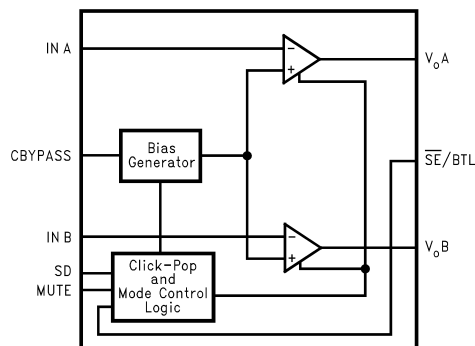 IN A
−
+
VoA
CBYPASS
Bias
Generator
SE/BTL
IN B
−
+
VoB
SD
MUTE
Click-Pop
and
Mode Control
Logic